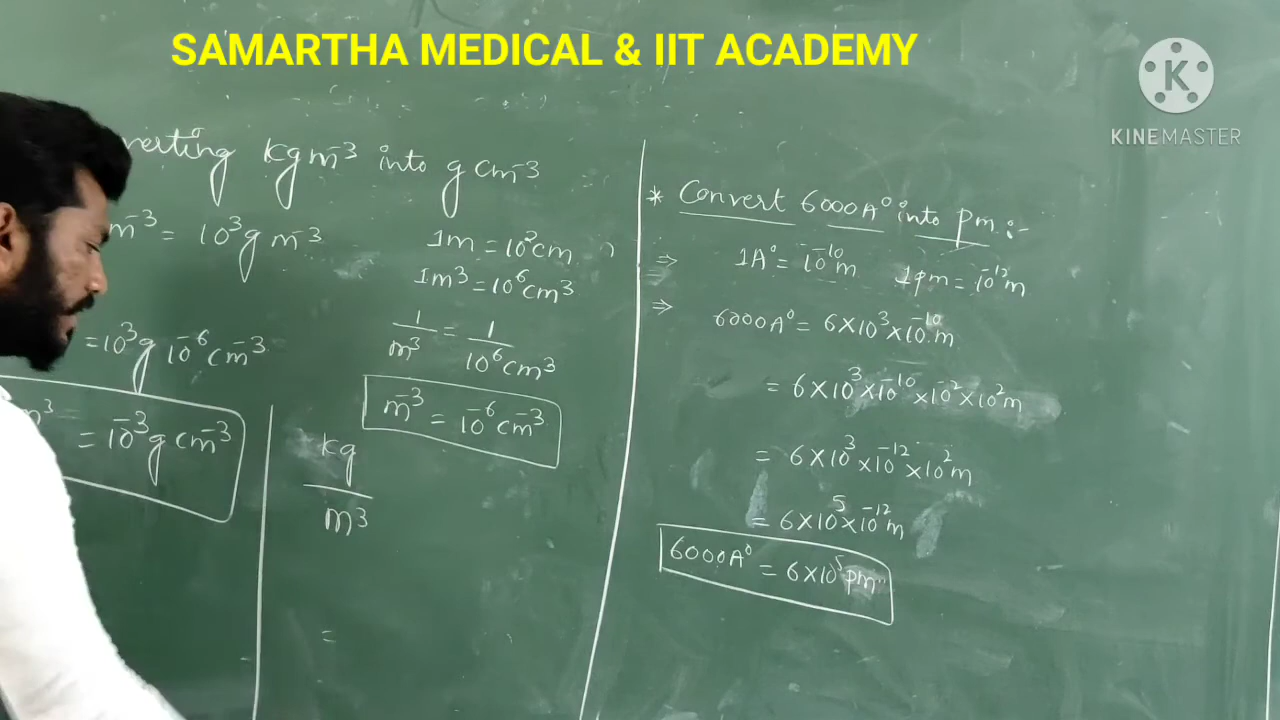 SAMARTHA MEDICAL & IIT ACADEMY
KINEMASTER
verting kg m⁻³ into g cm⁻³
m⁻³ = 10³ g m⁻³
= 10³ g 10⁻⁶ cm⁻³
m³ =
= 10⁻³ g cm⁻³
1m = 10² cm
1m³ = 10⁶ cm³
1/m³ = 1/10⁶ cm³
m⁻³ = 10⁻⁶ cm⁻³
kg
m³
=
* Convert 6000A° into pm :-
⇒ 1A° = 10⁻¹⁰ m 1pm = 10⁻¹² m
⇒ 6000A° = 6×10³×10⁻¹⁰ m
= 6×10³×10⁻¹⁰×10⁻²×10² m
= 6×10³×10⁻¹²×10² m
= 6×10⁵×10⁻¹² m
6000A° = 6×10⁵ pm